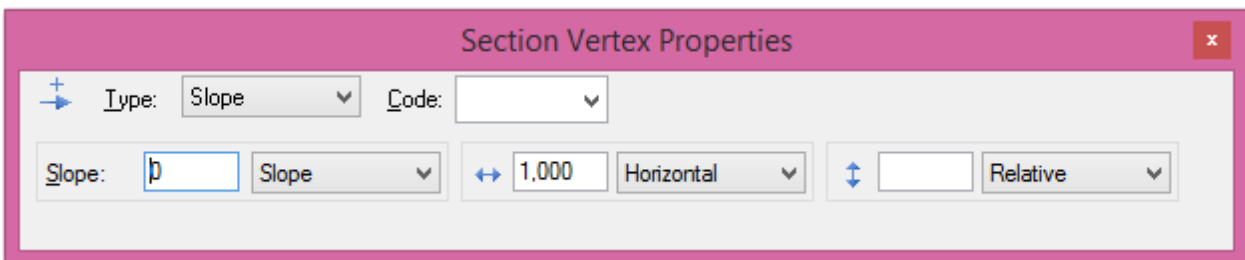 Section Vertex Properties x
Type: Slope Code:
Slope: 0 Slope 1,000 Horizontal Relative